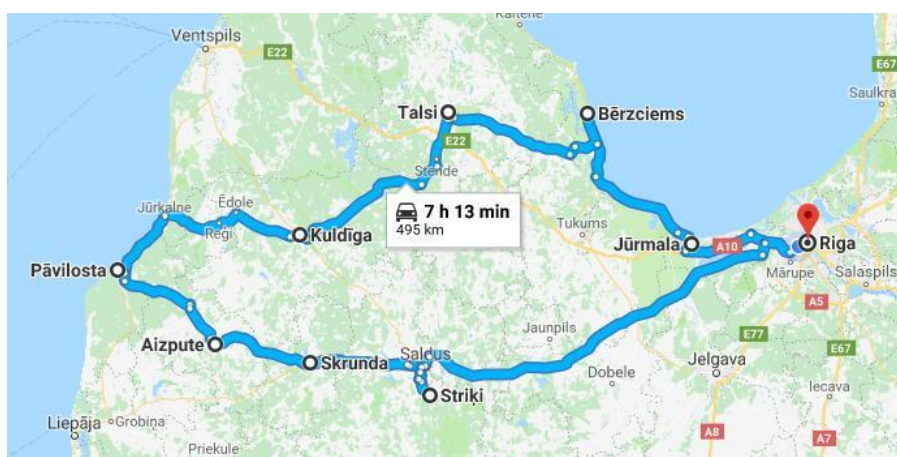 Kaltene
Ventspils
E22
E67
Saulkra
Talsi
Bērzciems
E22
Stende
Jūrkalne
Ēdole
7 h 13 min
495 km
Reģi
Kuldīga
Tukums
Jūrmala
A10
Riga
Pāvilosta
Mārupe
Salaspils
A5
Aizpute
Jaunpils
E77
Skrunda
Saldus
E67
Jelgava
Dobele
Striķi
Iecava
Liepāja
Grobiņa
Priekule
A8
A7